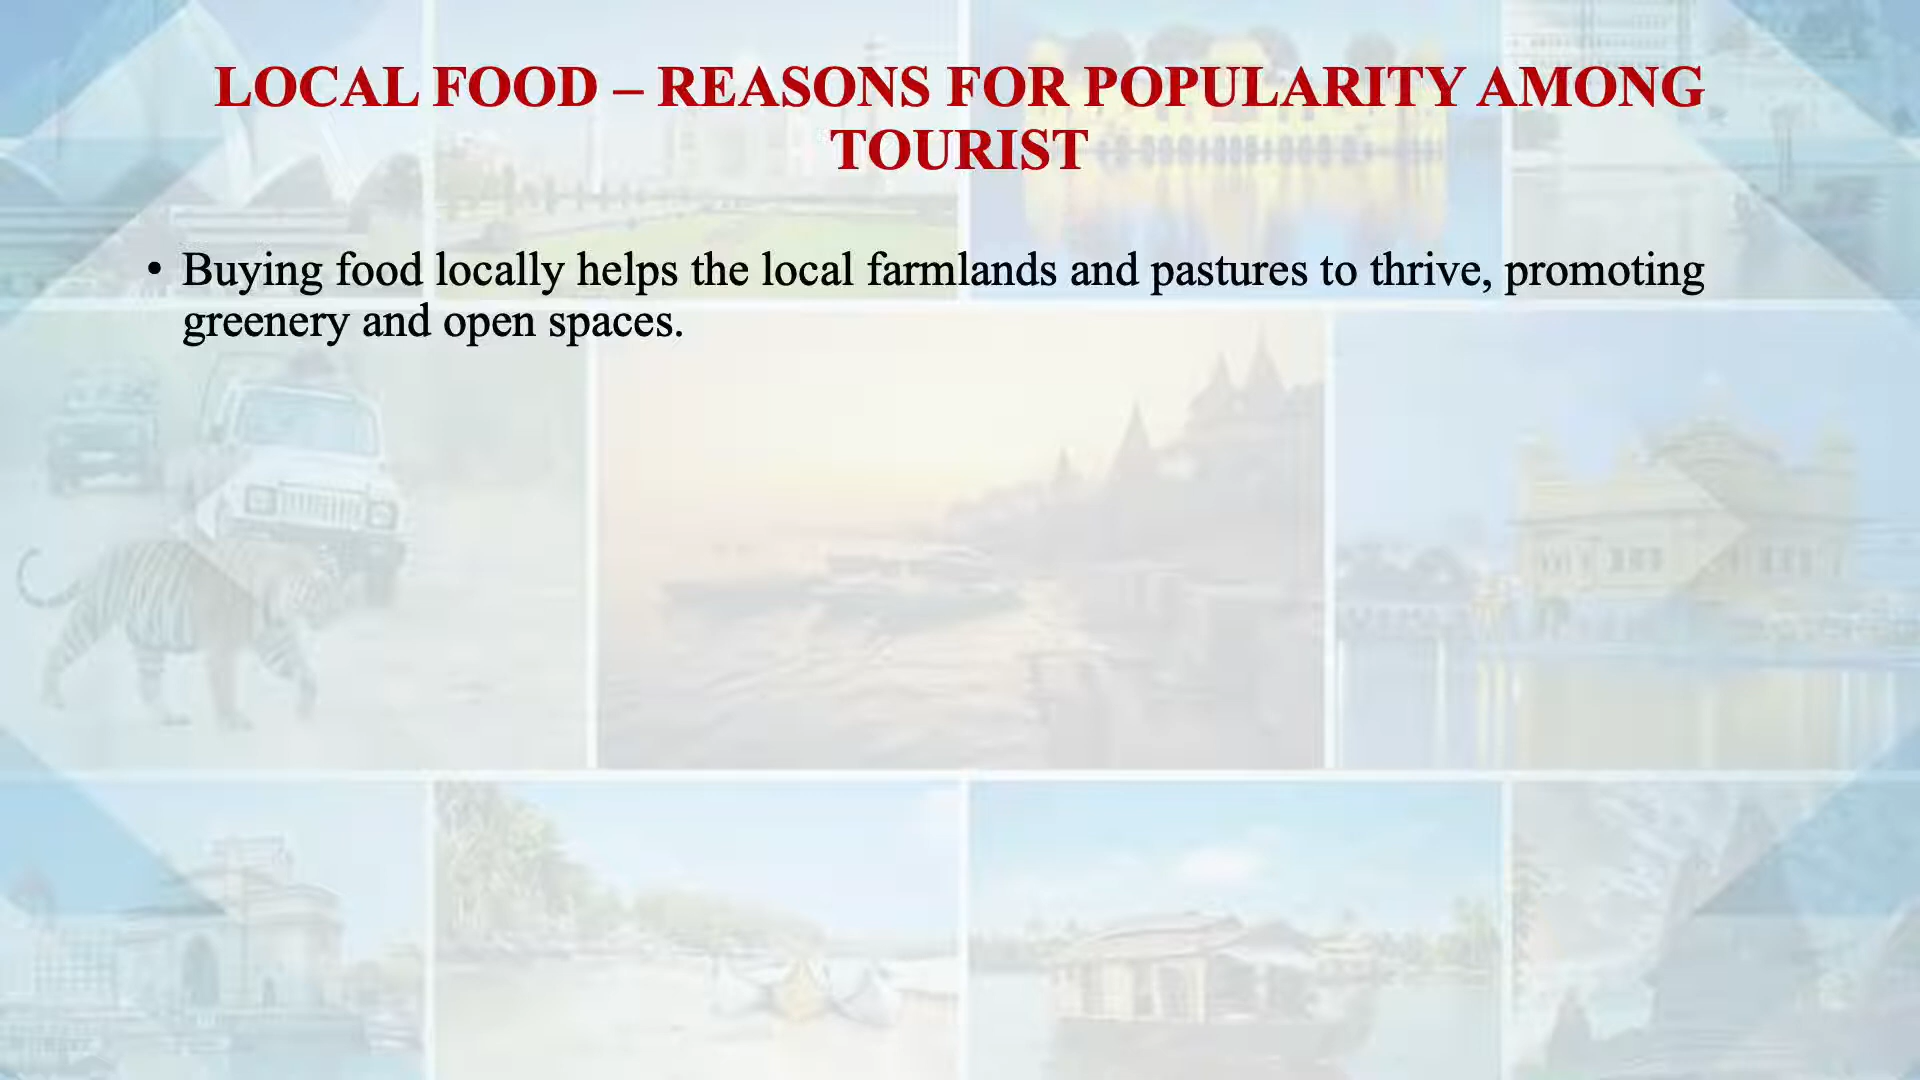 LOCAL FOOD – REASONS FOR POPULARITY AMONG
TOURIST
• Buying food locally helps the local farmlands and pastures to thrive, promoting
greenery and open spaces.